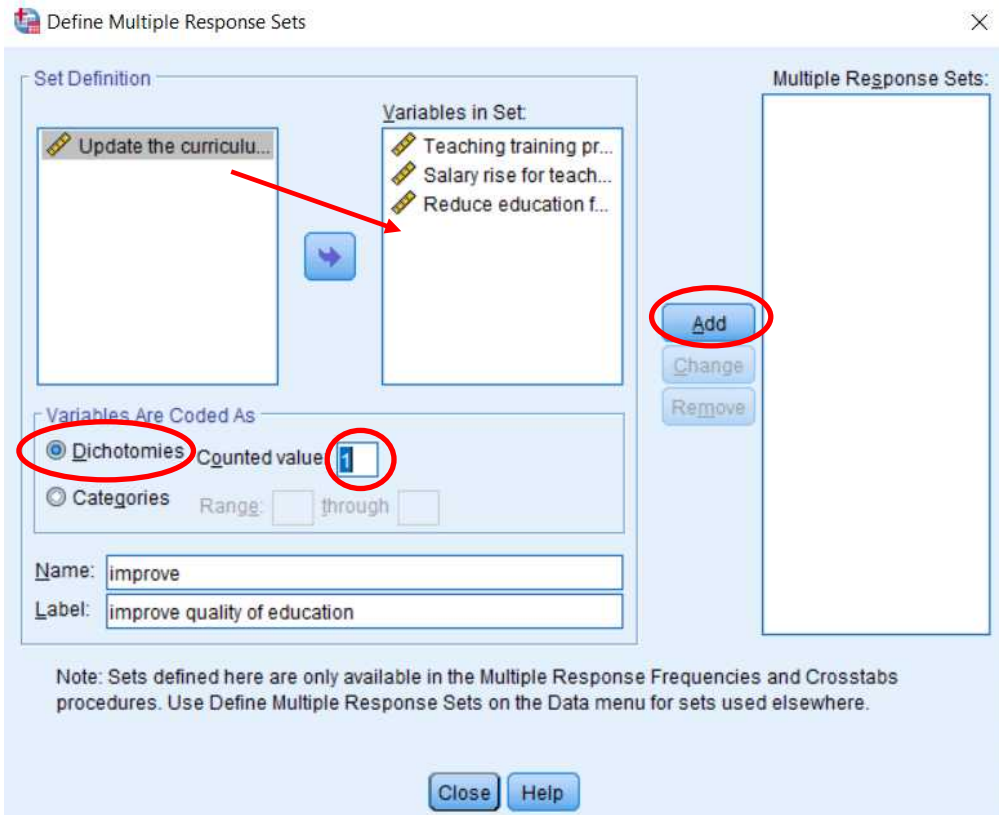 Define Multiple Response Sets
Set Definition
Multiple Response Sets:
Variables in Set:
Update the curriculu...
Teaching training pr...
Salary rise for teach...
Reduce education f...
Add
Change
Remove
Variables Are Coded As
Dichotomies Counted value: 1
Categories Range: through
Name: improve
Label: improve quality of education
Note: Sets defined here are only available in the Multiple Response Frequencies and Crosstabs
procedures. Use Define Multiple Response Sets on the Data menu for sets used elsewhere.
Close Help